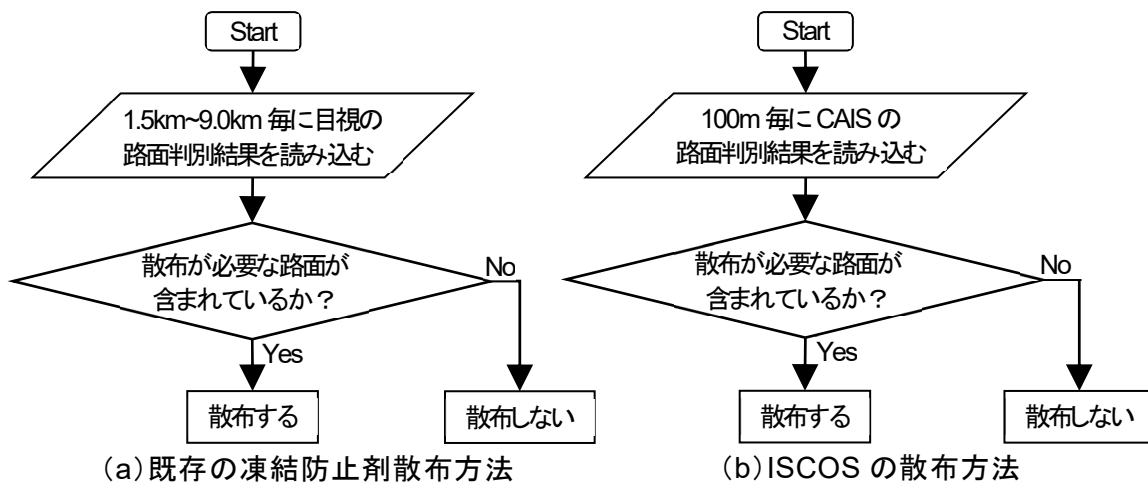 Start
1.5km~9.0km 毎に目視の
路面判別結果を読み込む
散布が必要な路面が
含まれているか？
No
Yes
散布する
散布しない
(a)既存の凍結防止剤散布方法
Start
100m 毎に CAIS の
路面判別結果を読み込む
散布が必要な路面が
含まれているか？
No
Yes
散布する
散布しない
(b)ISCOS の散布方法